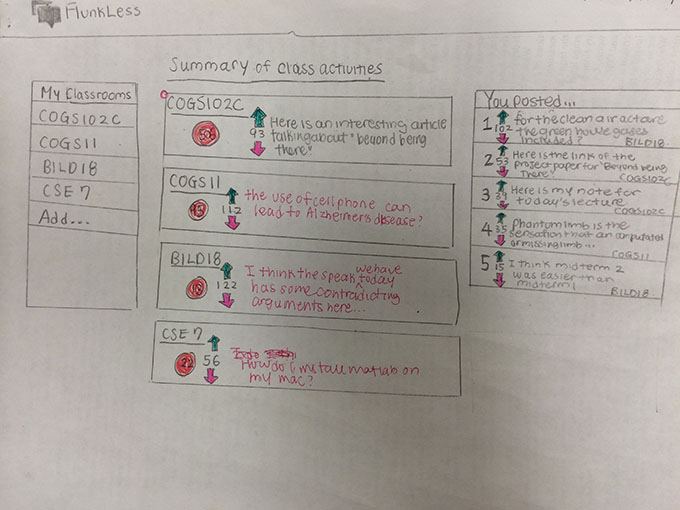 FlunkLess
Summary of class activities
My Classrooms
COGS102C
COGS11
BILD18
CSE 7
Add...
COGS102C
93
Here is an interesting article
talking about "beyond being
there"
COGS11
112
the use of cell phone can
lead to Alzheimer's disease?
BILD18
122
I think the speak we have today
has some contradicting
arguments here...
CSE 7
22
56
How do I install matlab on
my mac?
You posted...
1
102
for the clean air act are
the green house gases
included?
BILD18
2
53
Here is the link of the
project paper for "Beyond being
There"
COGS102C
3
39
Here is my note for
today's lecture
COGS102C
4
35
Phantom limb is the
sensation that an amputated
or missing limb...
COGS11
5
15
I think midterm 2
was easier than
midterm 1
BILD18